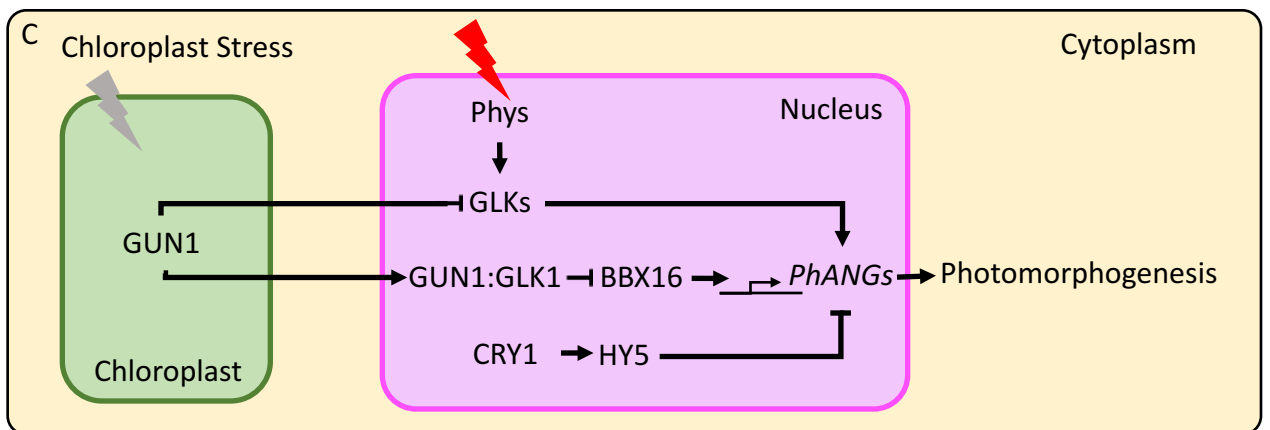 C
Chloroplast Stress
Cytoplasm
Phys
Nucleus
GLKs
GUN1
GUN1:GLK1
BBX16
PhANGs
Photomorphogenesis
CRY1
HY5
Chloroplast